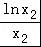 ln x₂
x₂